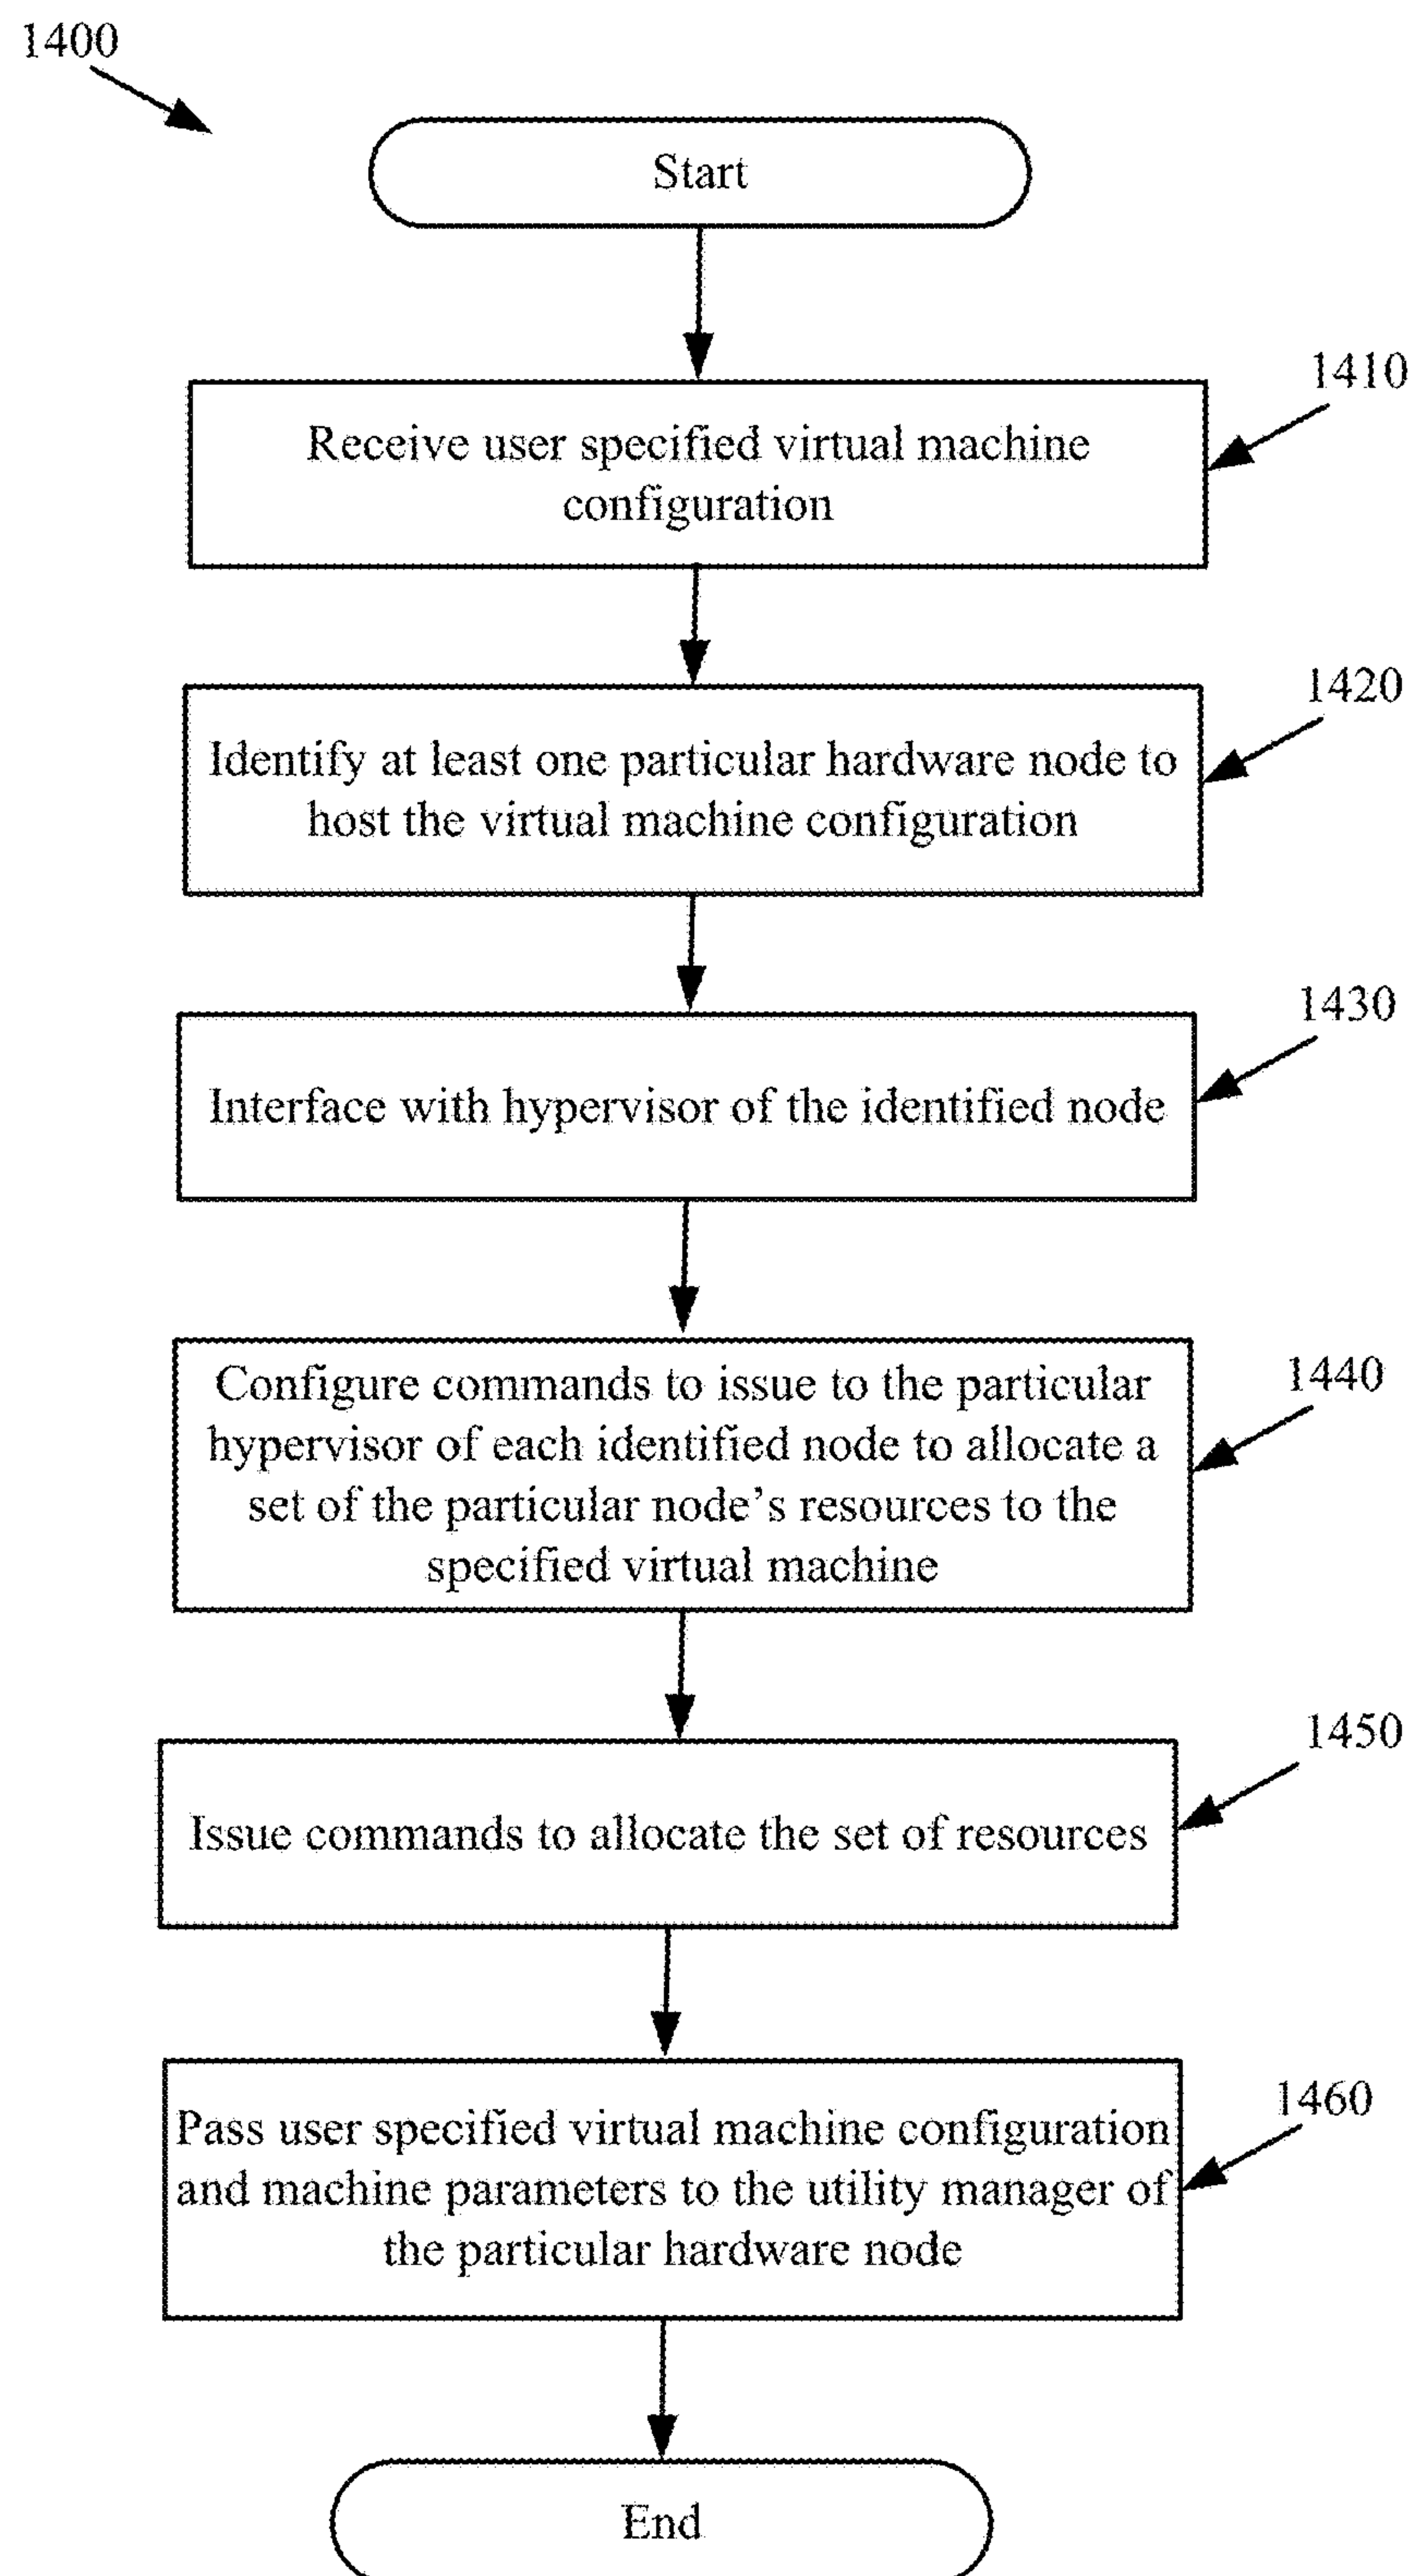 1400
Start
1410
Receive user specified virtual machine
configuration
1420
Identify at least one particular hardware node to
host the virtual machine configuration
1430
Interface with hypervisor of the identified node
1440
Configure commands to issue to the particular
hypervisor of each identified node to allocate a
set of the particular node’s resources to the
specified virtual machine
1450
Issue commands to allocate the set of resources
1460
Pass user specified virtual machine configuration
and machine parameters to the utility manager of
the particular hardware node
End